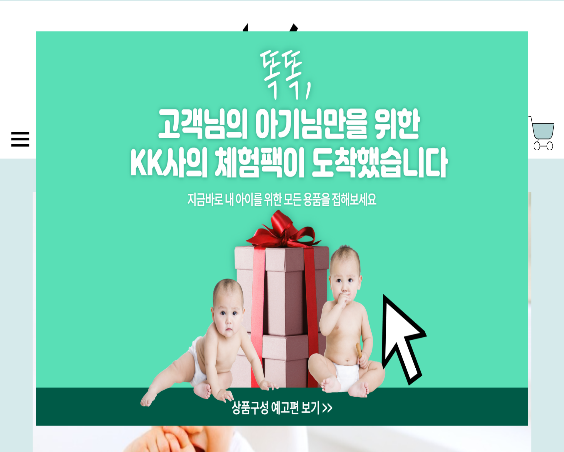 똑똑,
고객님의 아기님만을 위한
KK사의 체험팩이 도착했습니다
지금바로 내 아이를 위한 모든 용품을 접해보세요
상품구성 예고편 보기 >>